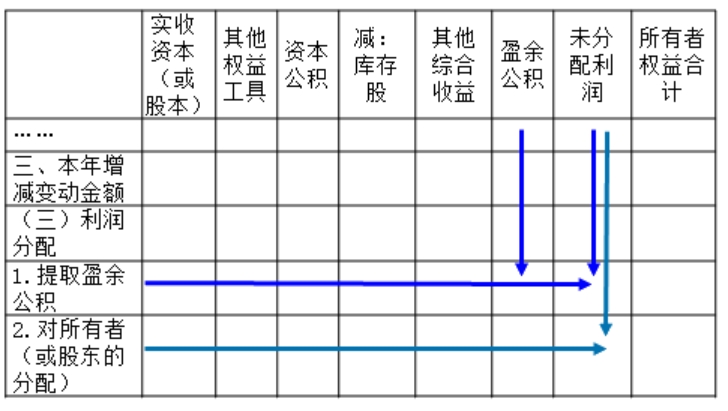 实收
资本
（或
股本）
其他
权益
工具
资本
公积
减：
库存
股
其他
综合
收益
盈余
公积
未分
配利
润
所有者
权益合
计
……
三、本年增
减变动金额
（三）利润
分配
1.提取盈余
公积
2.对所有者
（或股东的
分配）